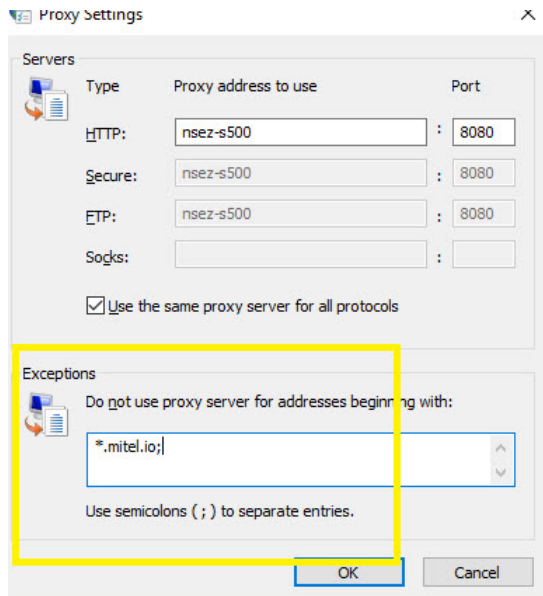 Proxy Settings
Servers
Type Proxy address to use Port
HTTP: nsez-s500 : 8080
Secure: nsez-s500 : 8080
FTP: nsez-s500 : 8080
Socks: :
Use the same proxy server for all protocols
Exceptions
Do not use proxy server for addresses beginning with:
*.mitel.io;
Use semicolons ( ; ) to separate entries.
OK Cancel